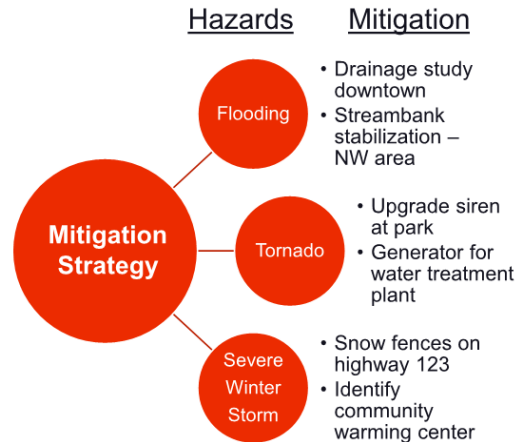 Hazards Mitigation
Flooding
• Drainage study
downtown
• Streambank
stabilization –
NW area
Mitigation
Strategy
Tornado
• Upgrade siren
at park
• Generator for
water treatment
plant
Severe
Winter
Storm
• Snow fences on
highway 123
• Identify
community
warming center